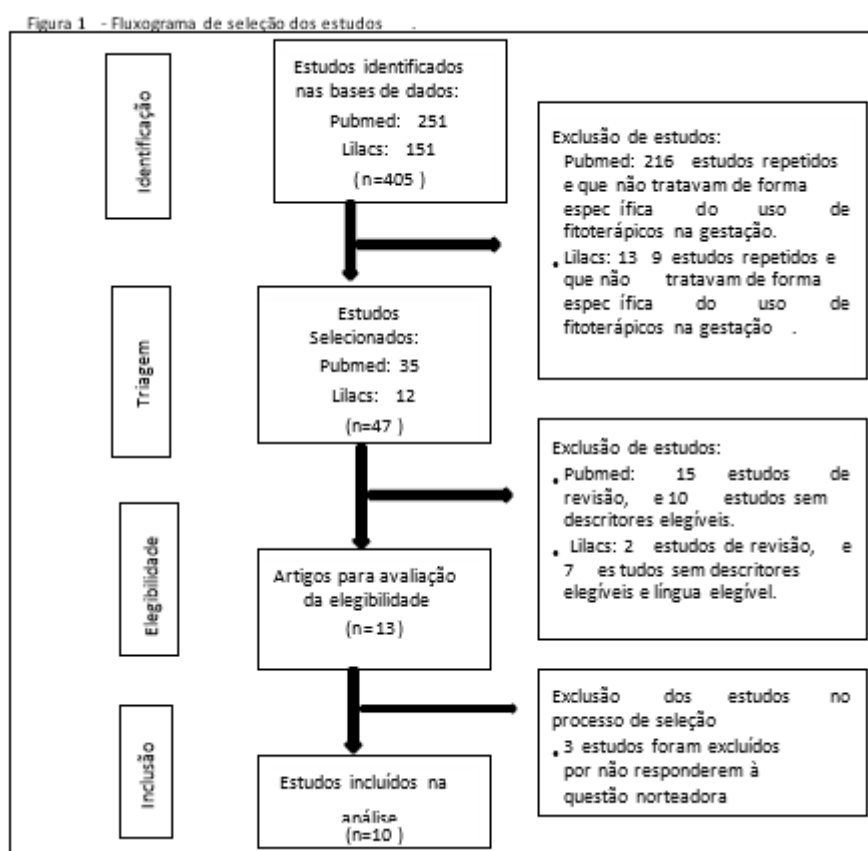 Figura 1 - Fluxograma de seleção dos estudos .
Identificação
Estudos identificados
nas bases de dados:
Pubmed: 251
Lilacs: 151
(n=405 )
Exclusão de estudos:
Pubmed: 216 estudos repetidos
e que não tratavam de forma
espec ífica do uso de
fitoterápicos na gestação.
• Lilacs: 13 9 estudos repetidos e
que não tratavam de forma
espec ífica do uso de
fitoterápicos na gestação .
Triagem
Estudos
Selecionados:
Pubmed: 35
Lilacs: 12
(n=47 )
Exclusão de estudos:
• Pubmed: 15 estudos de
revisão, e 10 estudos sem
descritores elegíveis.
• Lilacs: 2 estudos de revisão, e
7 es tudos sem descritores
elegíveis e língua elegível.
Elegibilidade
Artigos para avaliação
da elegibilidade
(n=13)
Exclusão dos estudos no
processo de seleção
• 3 estudos foram excluídos
por não responderem à
questão norteadora
Inclusão
Estudos incluídos na
análise
(n=10 )